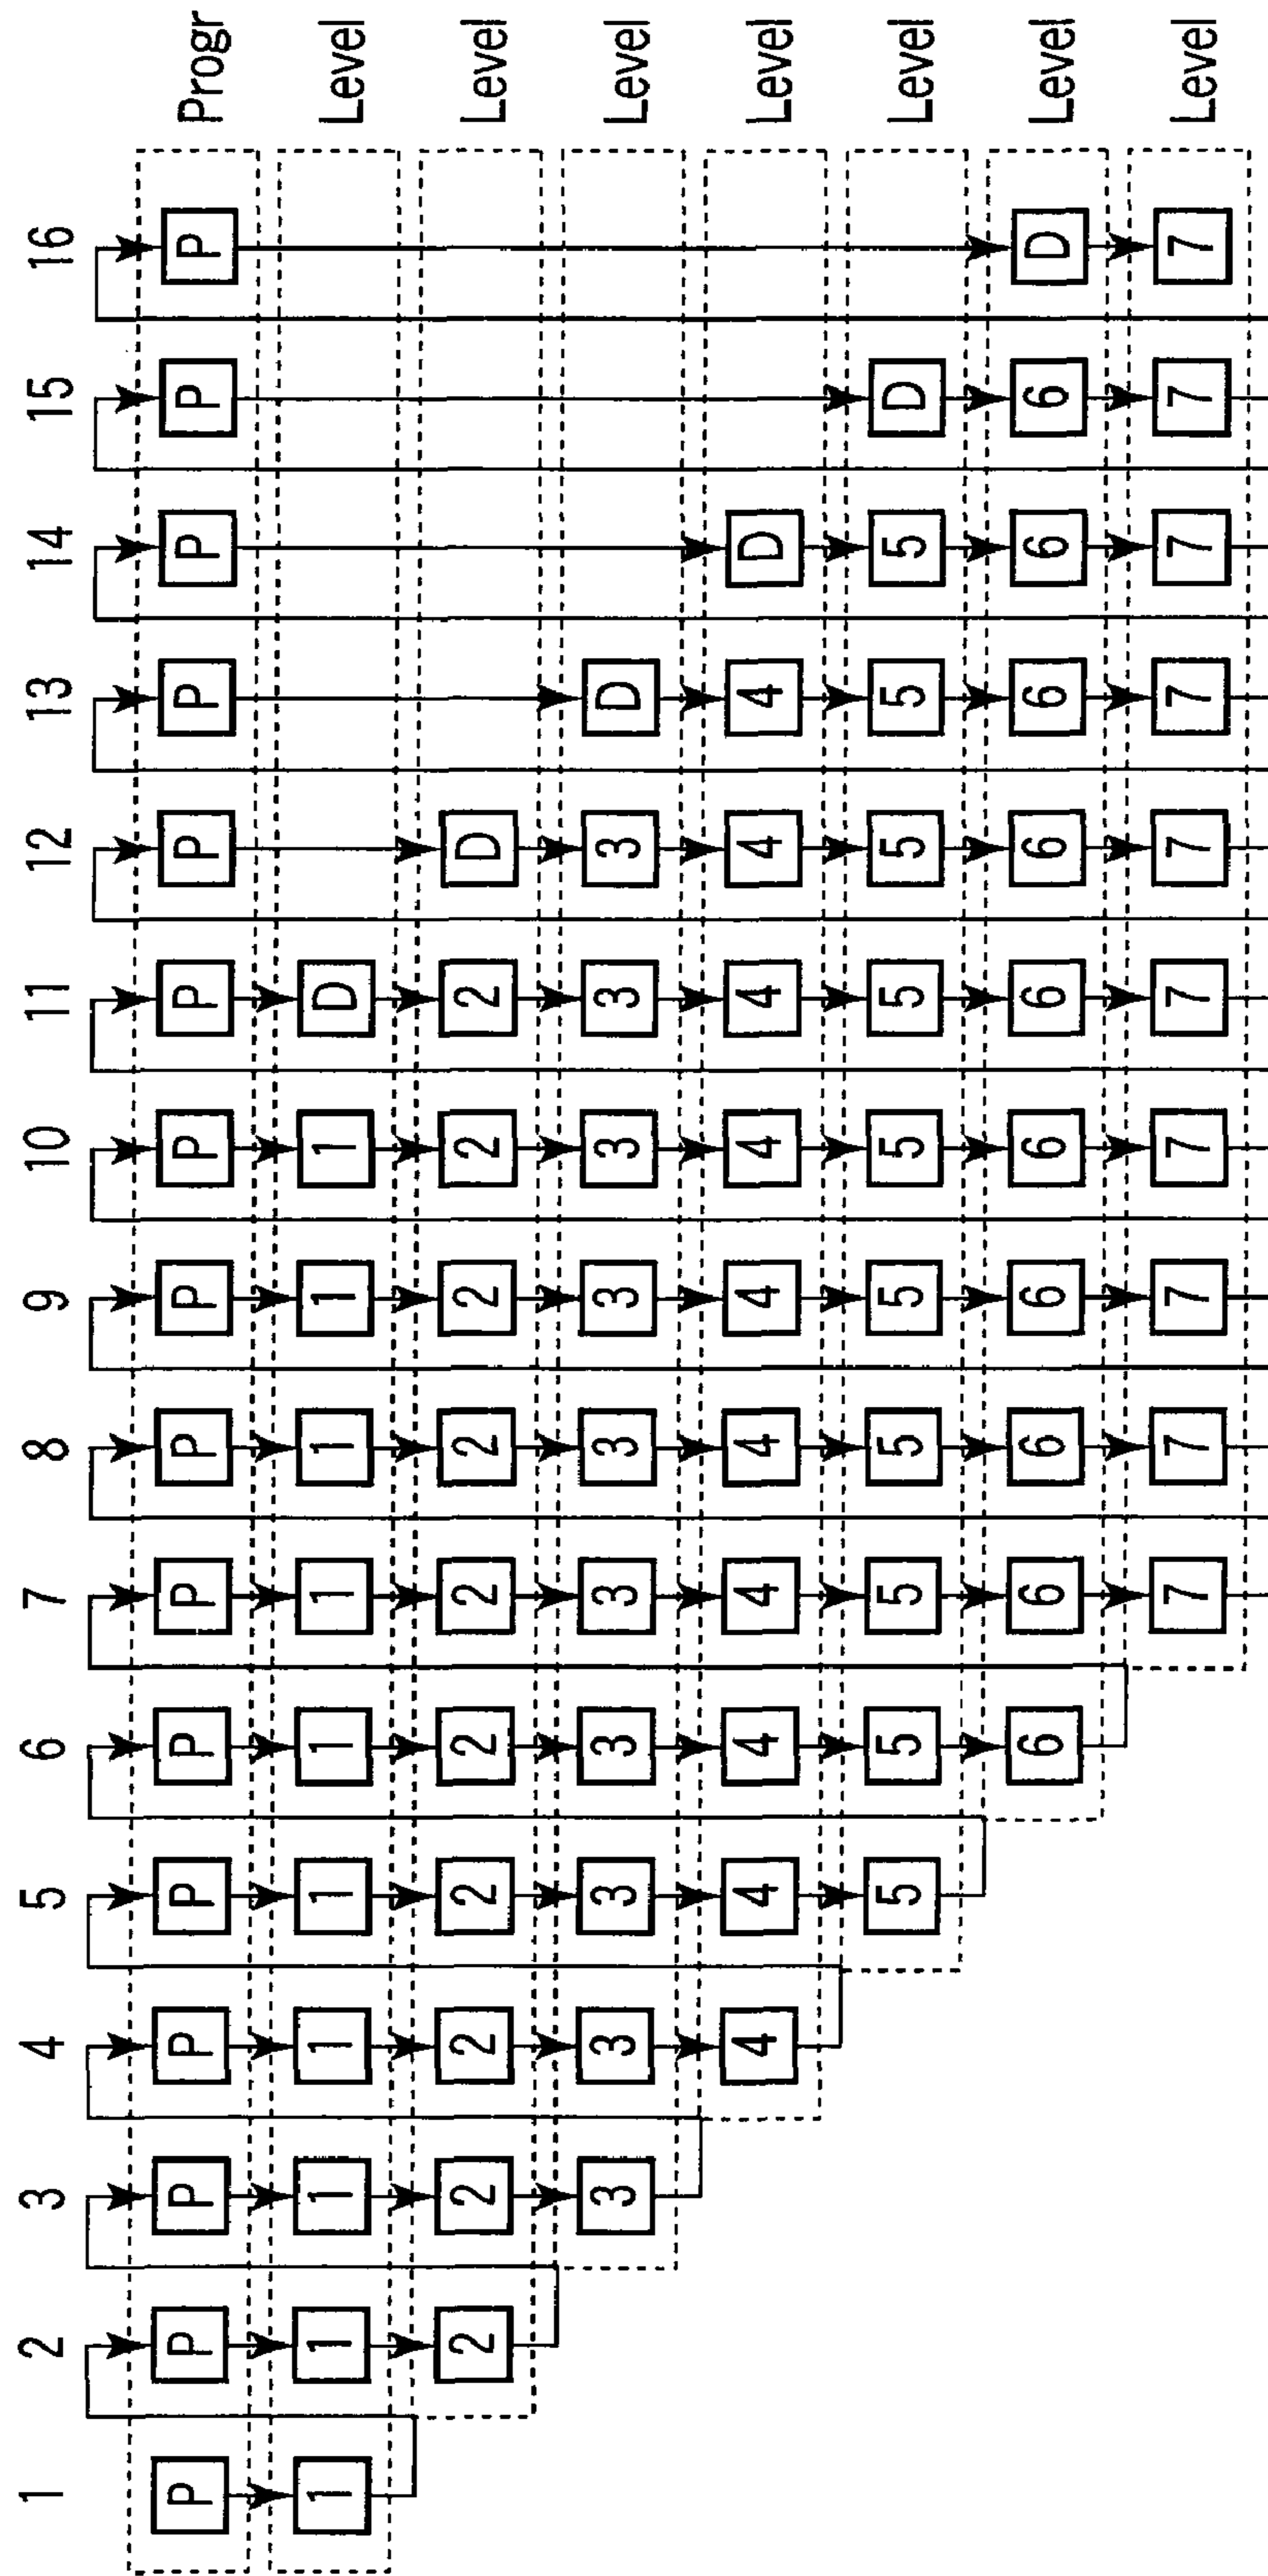 1 2 3 4 5 6 7 8 9 10 11 12 13 14 15 16
P P P P P P P P P P P P P P P P Progr
1 1 1 1 1 1 1 1 1 1 D Level
2 2 2 2 2 2 2 2 2 2 D Level
3 3 3 3 3 3 3 3 3 3 D Level
4 4 4 4 4 4 4 4 4 4 D Level
5 5 5 5 5 5 5 5 5 5 D Level
6 6 6 6 6 6 6 6 6 6 D Level
7 7 7 7 7 7 7 7 7 7 Level